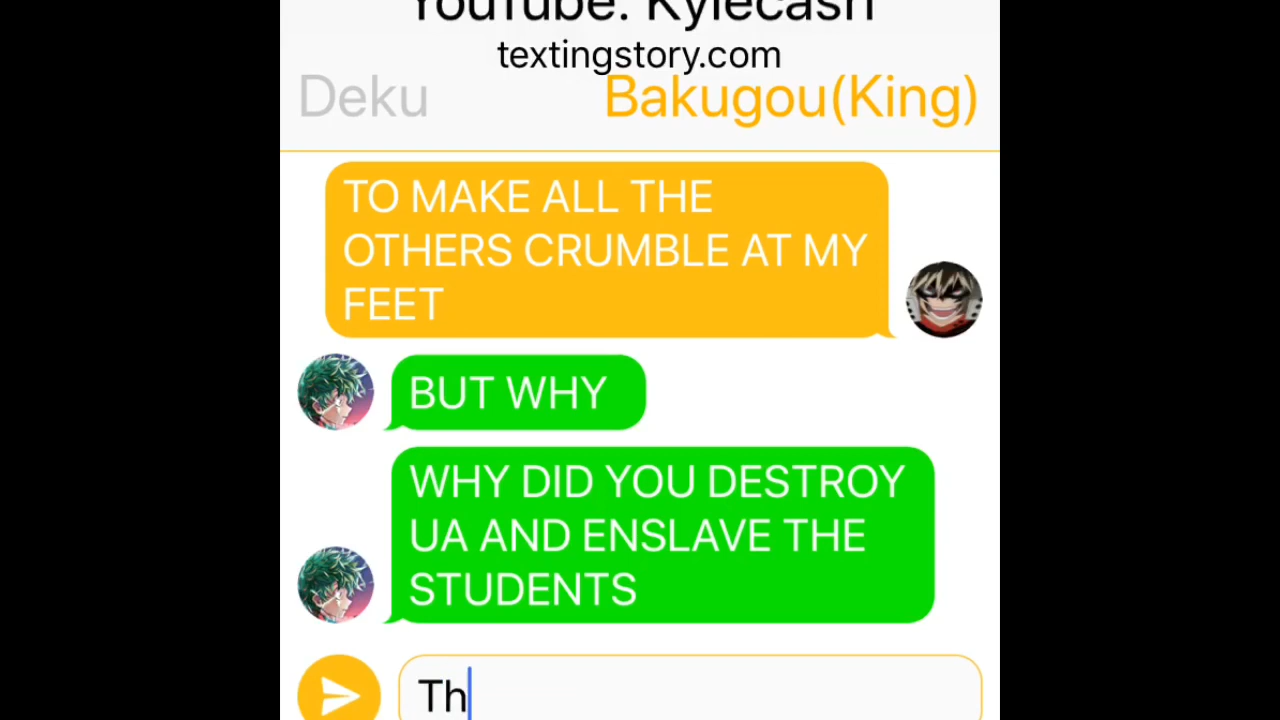 YouTube: Kylecash
textingstory.com
Deku
Bakugou(King)
TO MAKE ALL THE
OTHERS CRUMBLE AT MY
FEET
BUT WHY
WHY DID YOU DESTROY
UA AND ENSLAVE THE
STUDENTS
Th